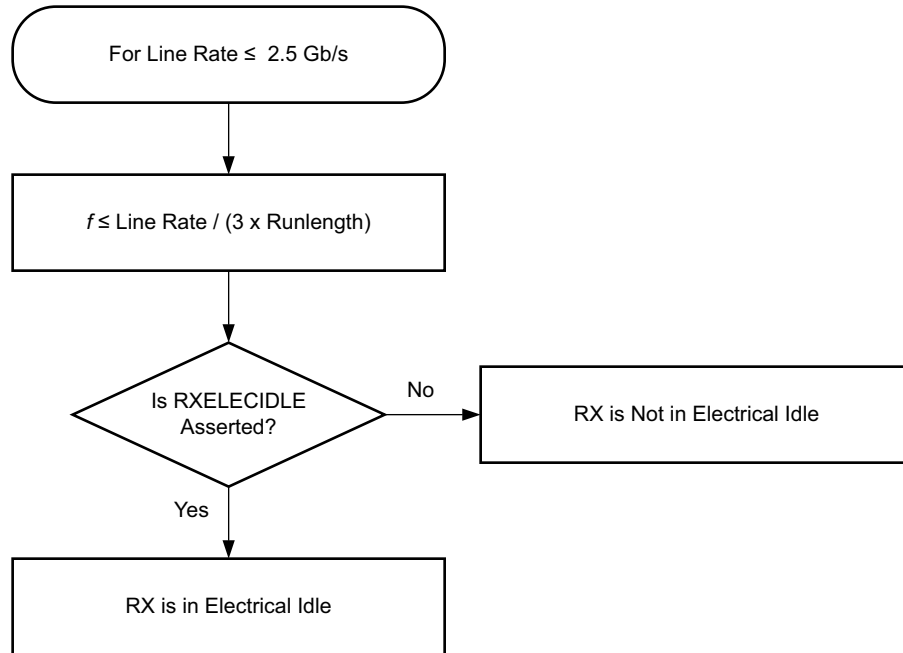 For Line Rate ≤ 2.5 Gb/s
f ≤ Line Rate / (3 x Runlength)
Is RXELECIDLE
Asserted?
No
RX is Not in Electrical Idle
Yes
RX is in Electrical Idle